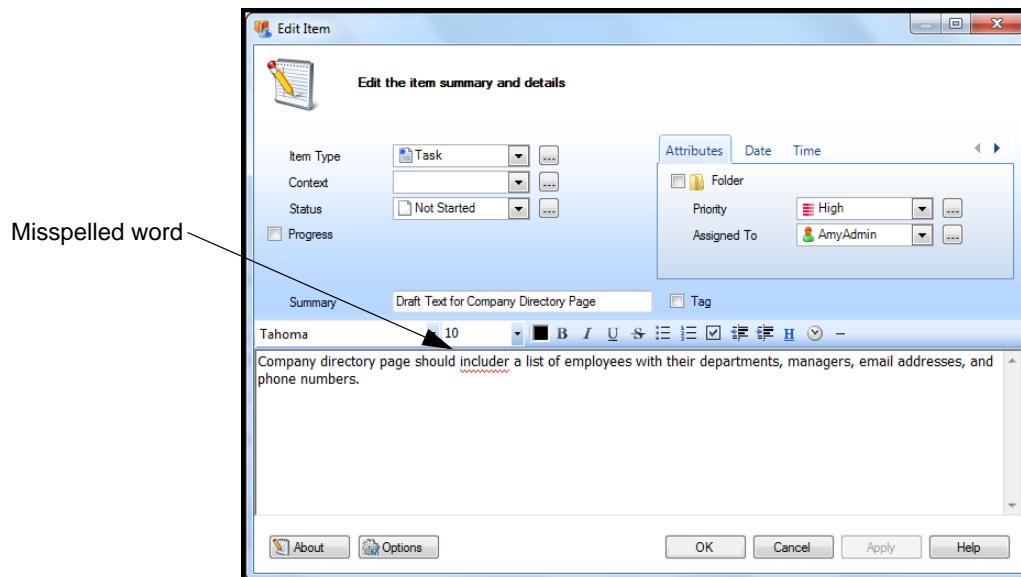 Edit Item
Edit the item summary and details
Item Type Task ...
Context ...
Status Not Started ...
Progress
Attributes Date Time
Folder
Priority High ...
Assigned To AmyAdmin ...
Misspelled word
Summary Draft Text for Company Directory Page Tag
Tahoma 10 B I U S H
Company directory page should includer a list of employees with their departments, managers, email addresses, and
phone numbers.
About Options OK Cancel Apply Help